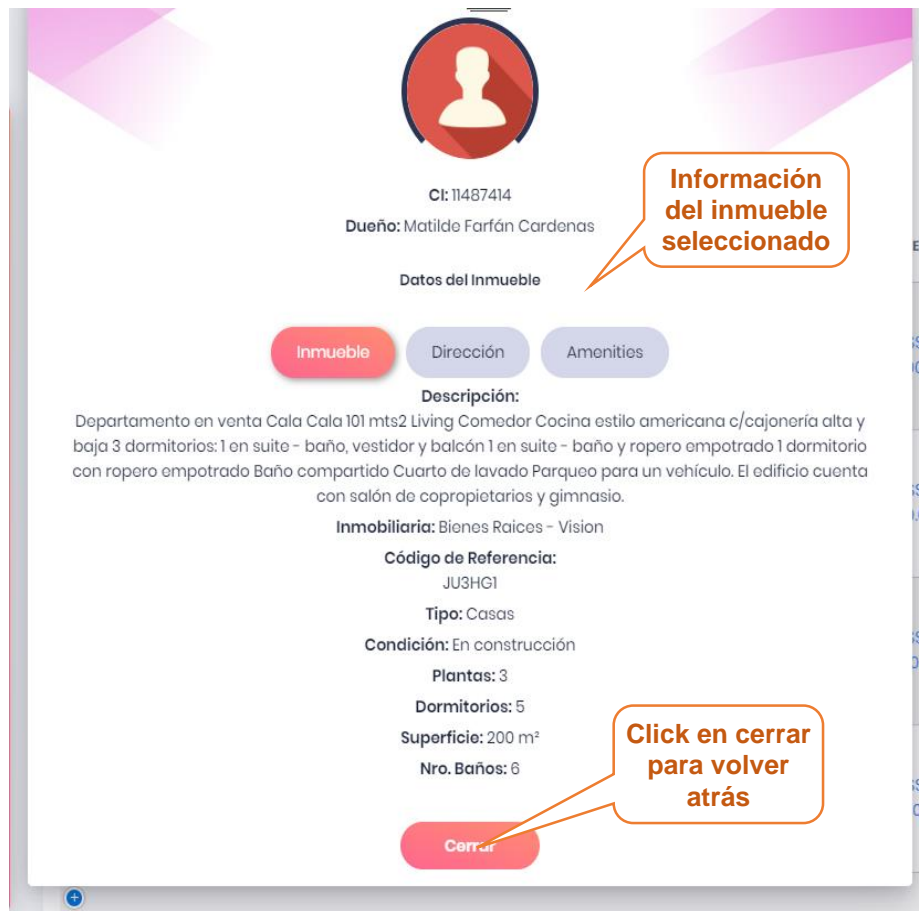 CI: 11487414
Dueño: Matilde Farfán Cardenas
Información
del inmueble
seleccionado
Datos del Inmueble
Inmueble
Dirección
Amenities
Descripción:
Departamento en venta Cala Cala 101 mts2 Living Comedor Cocina estilo americana c/cajonería alta y
baja 3 dormitorios: 1 en suite - baño, vestidor y balcón 1 en suite - baño y ropero empotrado 1 dormitorio
con ropero empotrado Baño compartido Cuarto de lavado Parqueo para un vehículo. El edificio cuenta
con salón de copropietarios y gimnasio.
Inmobiliaria: Bienes Raices - Vision
Código de Referencia:
JU3HG1
Tipo: Casas
Condición: En construcción
Plantas: 3
Dormitorios: 5
Superficie: 200 m²
Nro. Baños: 6
Click en cerrar
para volver
atrás
Cerrar